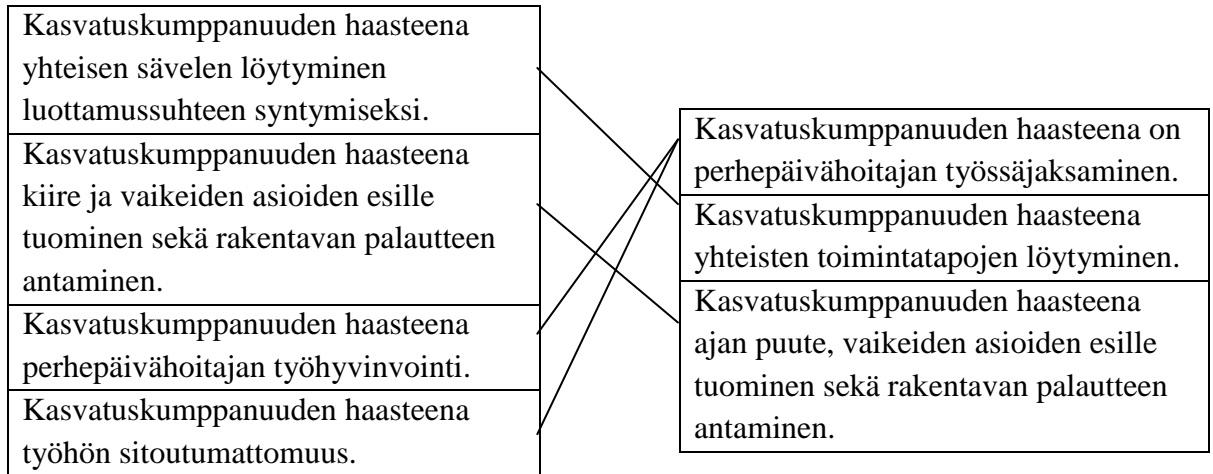 Kasvatuskumppanuuden haasteena
yhteisen sävelen löytyminen
luottamussuhteen syntymiseksi.
Kasvatuskumppanuuden haasteena
kiire ja vaikeiden asioiden esille
tuominen sekä rakentavan palautteen
antaminen.
Kasvatuskumppanuuden haasteena
perhepäivähoitajan työhyvinvointi.
Kasvatuskumppanuuden haasteena
työhön sitoutumattomuus.
Kasvatuskumppanuuden haasteena on
perhepäivähoitajan työssäjaksaminen.
Kasvatuskumppanuuden haasteena
yhteisten toimintatapojen löytyminen.
Kasvatuskumppanuuden haasteena
ajan puute, vaikeiden asioiden esille
tuominen sekä rakentavan palautteen
antaminen.